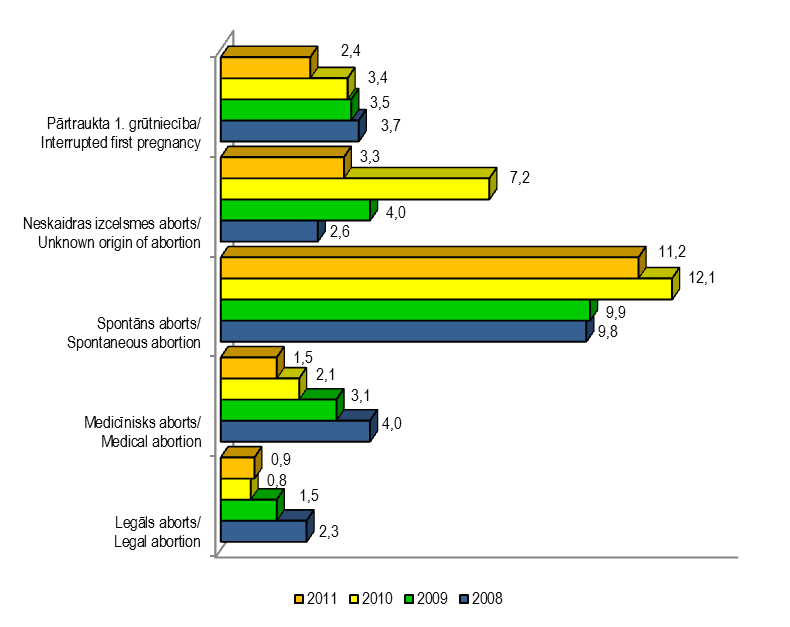 2,4
3,4
3,5
3,7
Pārtraukta 1. grūtniecība/
Interrupted first pregnancy
3,3
7,2
4,0
2,6
Neskaidras izcelsmes aborts/
Unknown origin of abortion
11,2
12,1
9,9
9,8
Spontāns aborts/
Spontaneous abortion
1,5
2,1
3,1
4,0
Medicīnisks aborts/
Medical abortion
0,9
0,8
1,5
2,3
Legāls aborts/
Legal abortion
2011 2010 2009 2008